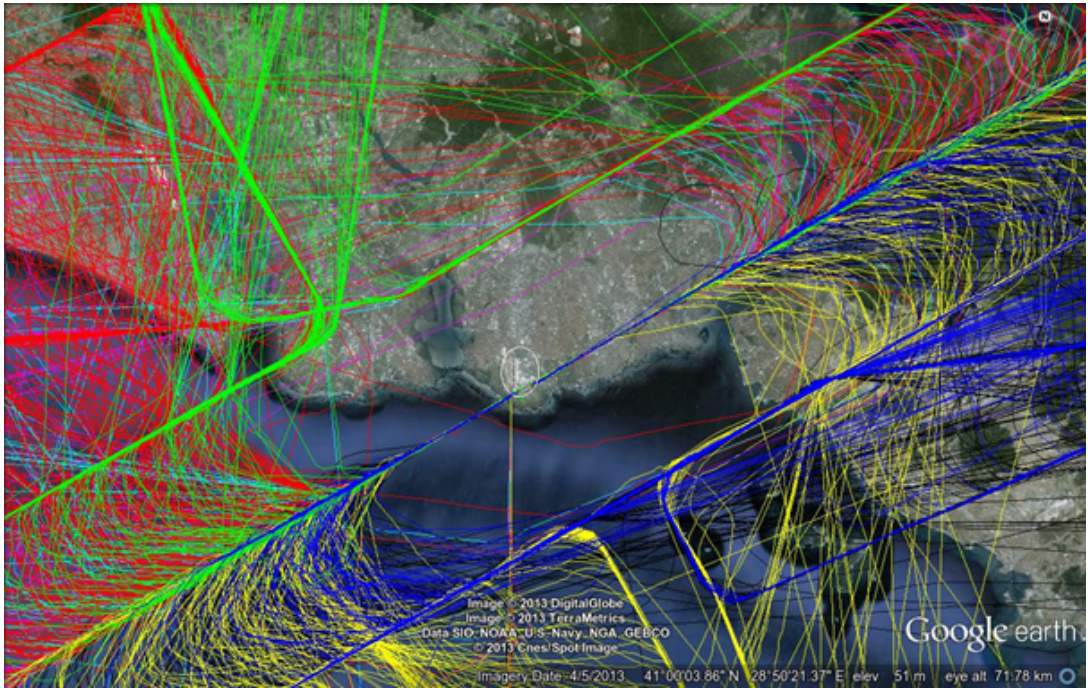 N
Image © 2013 DigitalGlobe
Image © 2013 TerraMetrics
Data SIO, NOAA, U.S. Navy, NGA, GEBCO
© 2013 Cnes/Spot Image
Google earth
Imagery Date: 4/5/2013 41°00'03.86" N 28°50'21.37" E elev 51 m eye alt 71.78 km